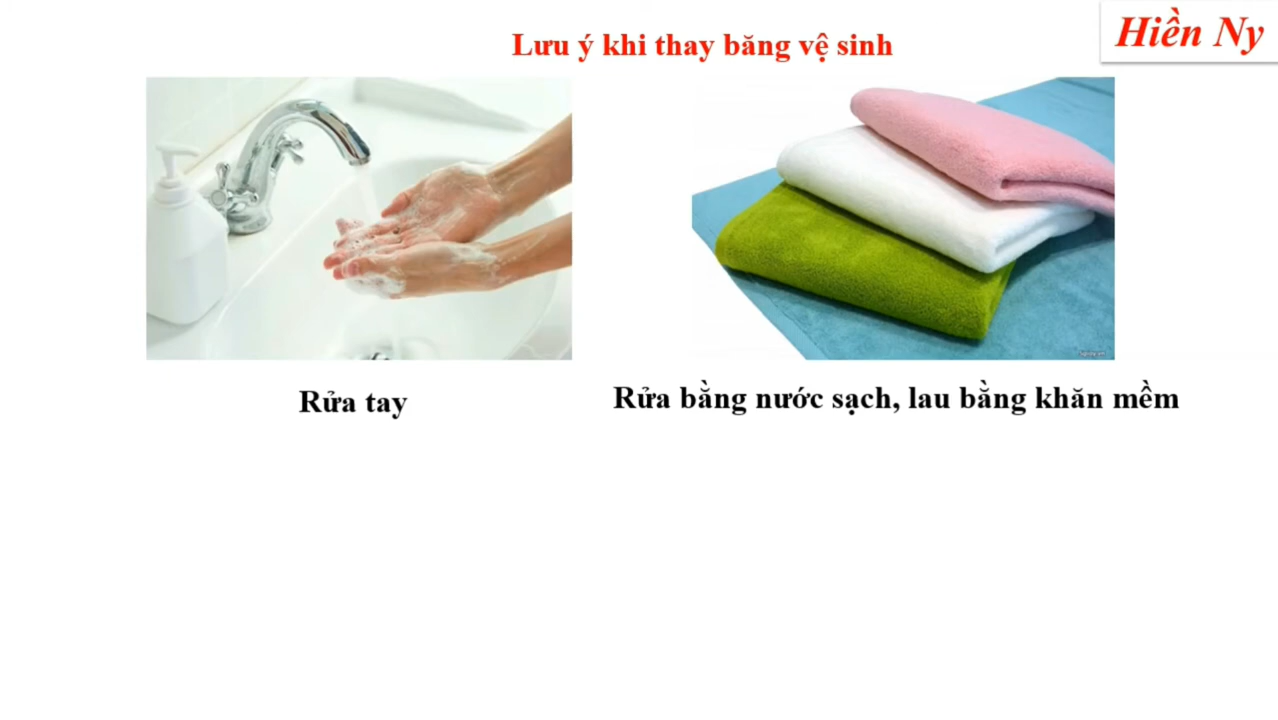 Hiền Ny
Lưu ý khi thay băng vệ sinh
Rửa tay
Rửa bằng nước sạch, lau bằng khăn mềm